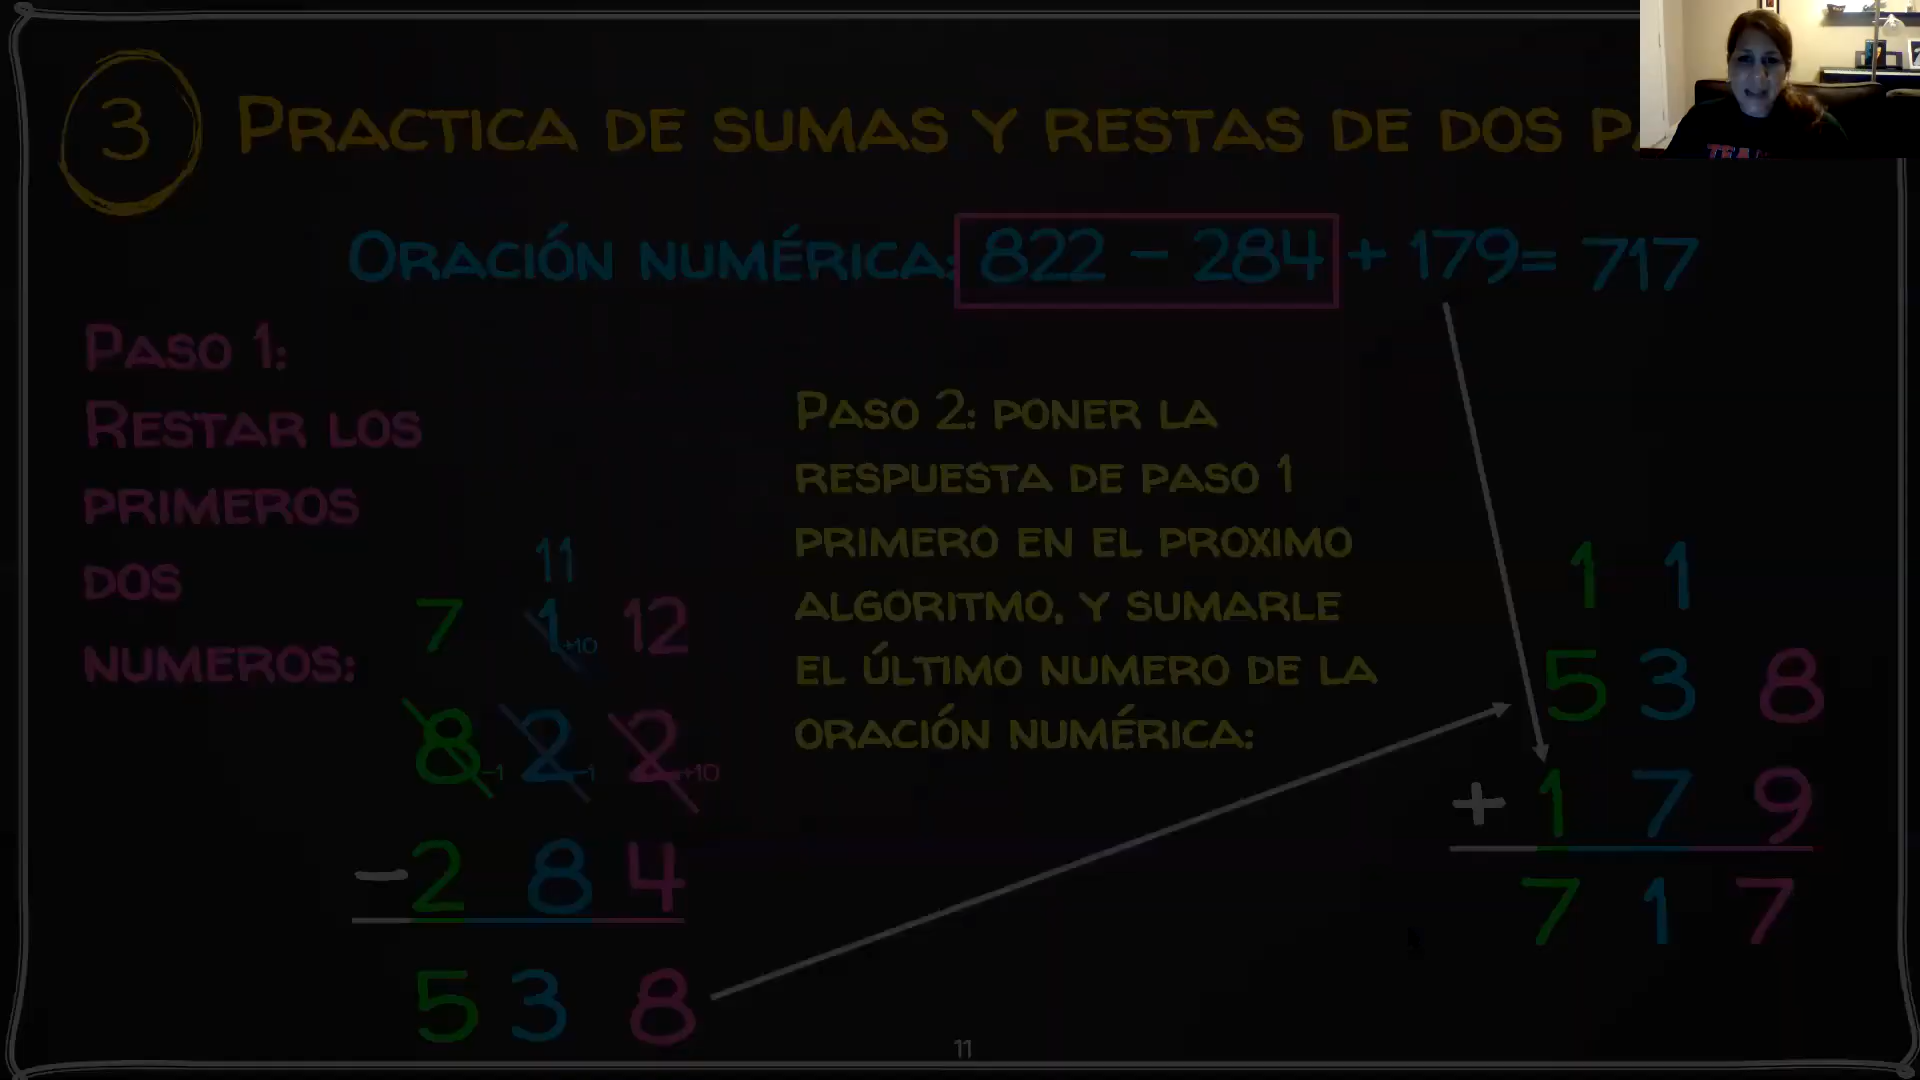 3
PRACTICA DE SUMAS Y RESTAS DE DOS
ORACIÓN NUMÉRICA: 822 - 284 + 179= 717
PASO 1:
RESTAR LOS
PRIMEROS
DOS
NUMEROS:
11
7 1+10 12
8-1 2-1 2+10
- 2 8 4
5 3 8
PASO 2: PONER LA
RESPUESTA DE PASO 1
PRIMERO EN EL PROXIMO
ALGORITMO, Y SUMARLE
EL ÚLTIMO NUMERO DE LA
ORACIÓN NUMÉRICA:
1 1
5 3 8
+ 1 7 9
7 1 7
11